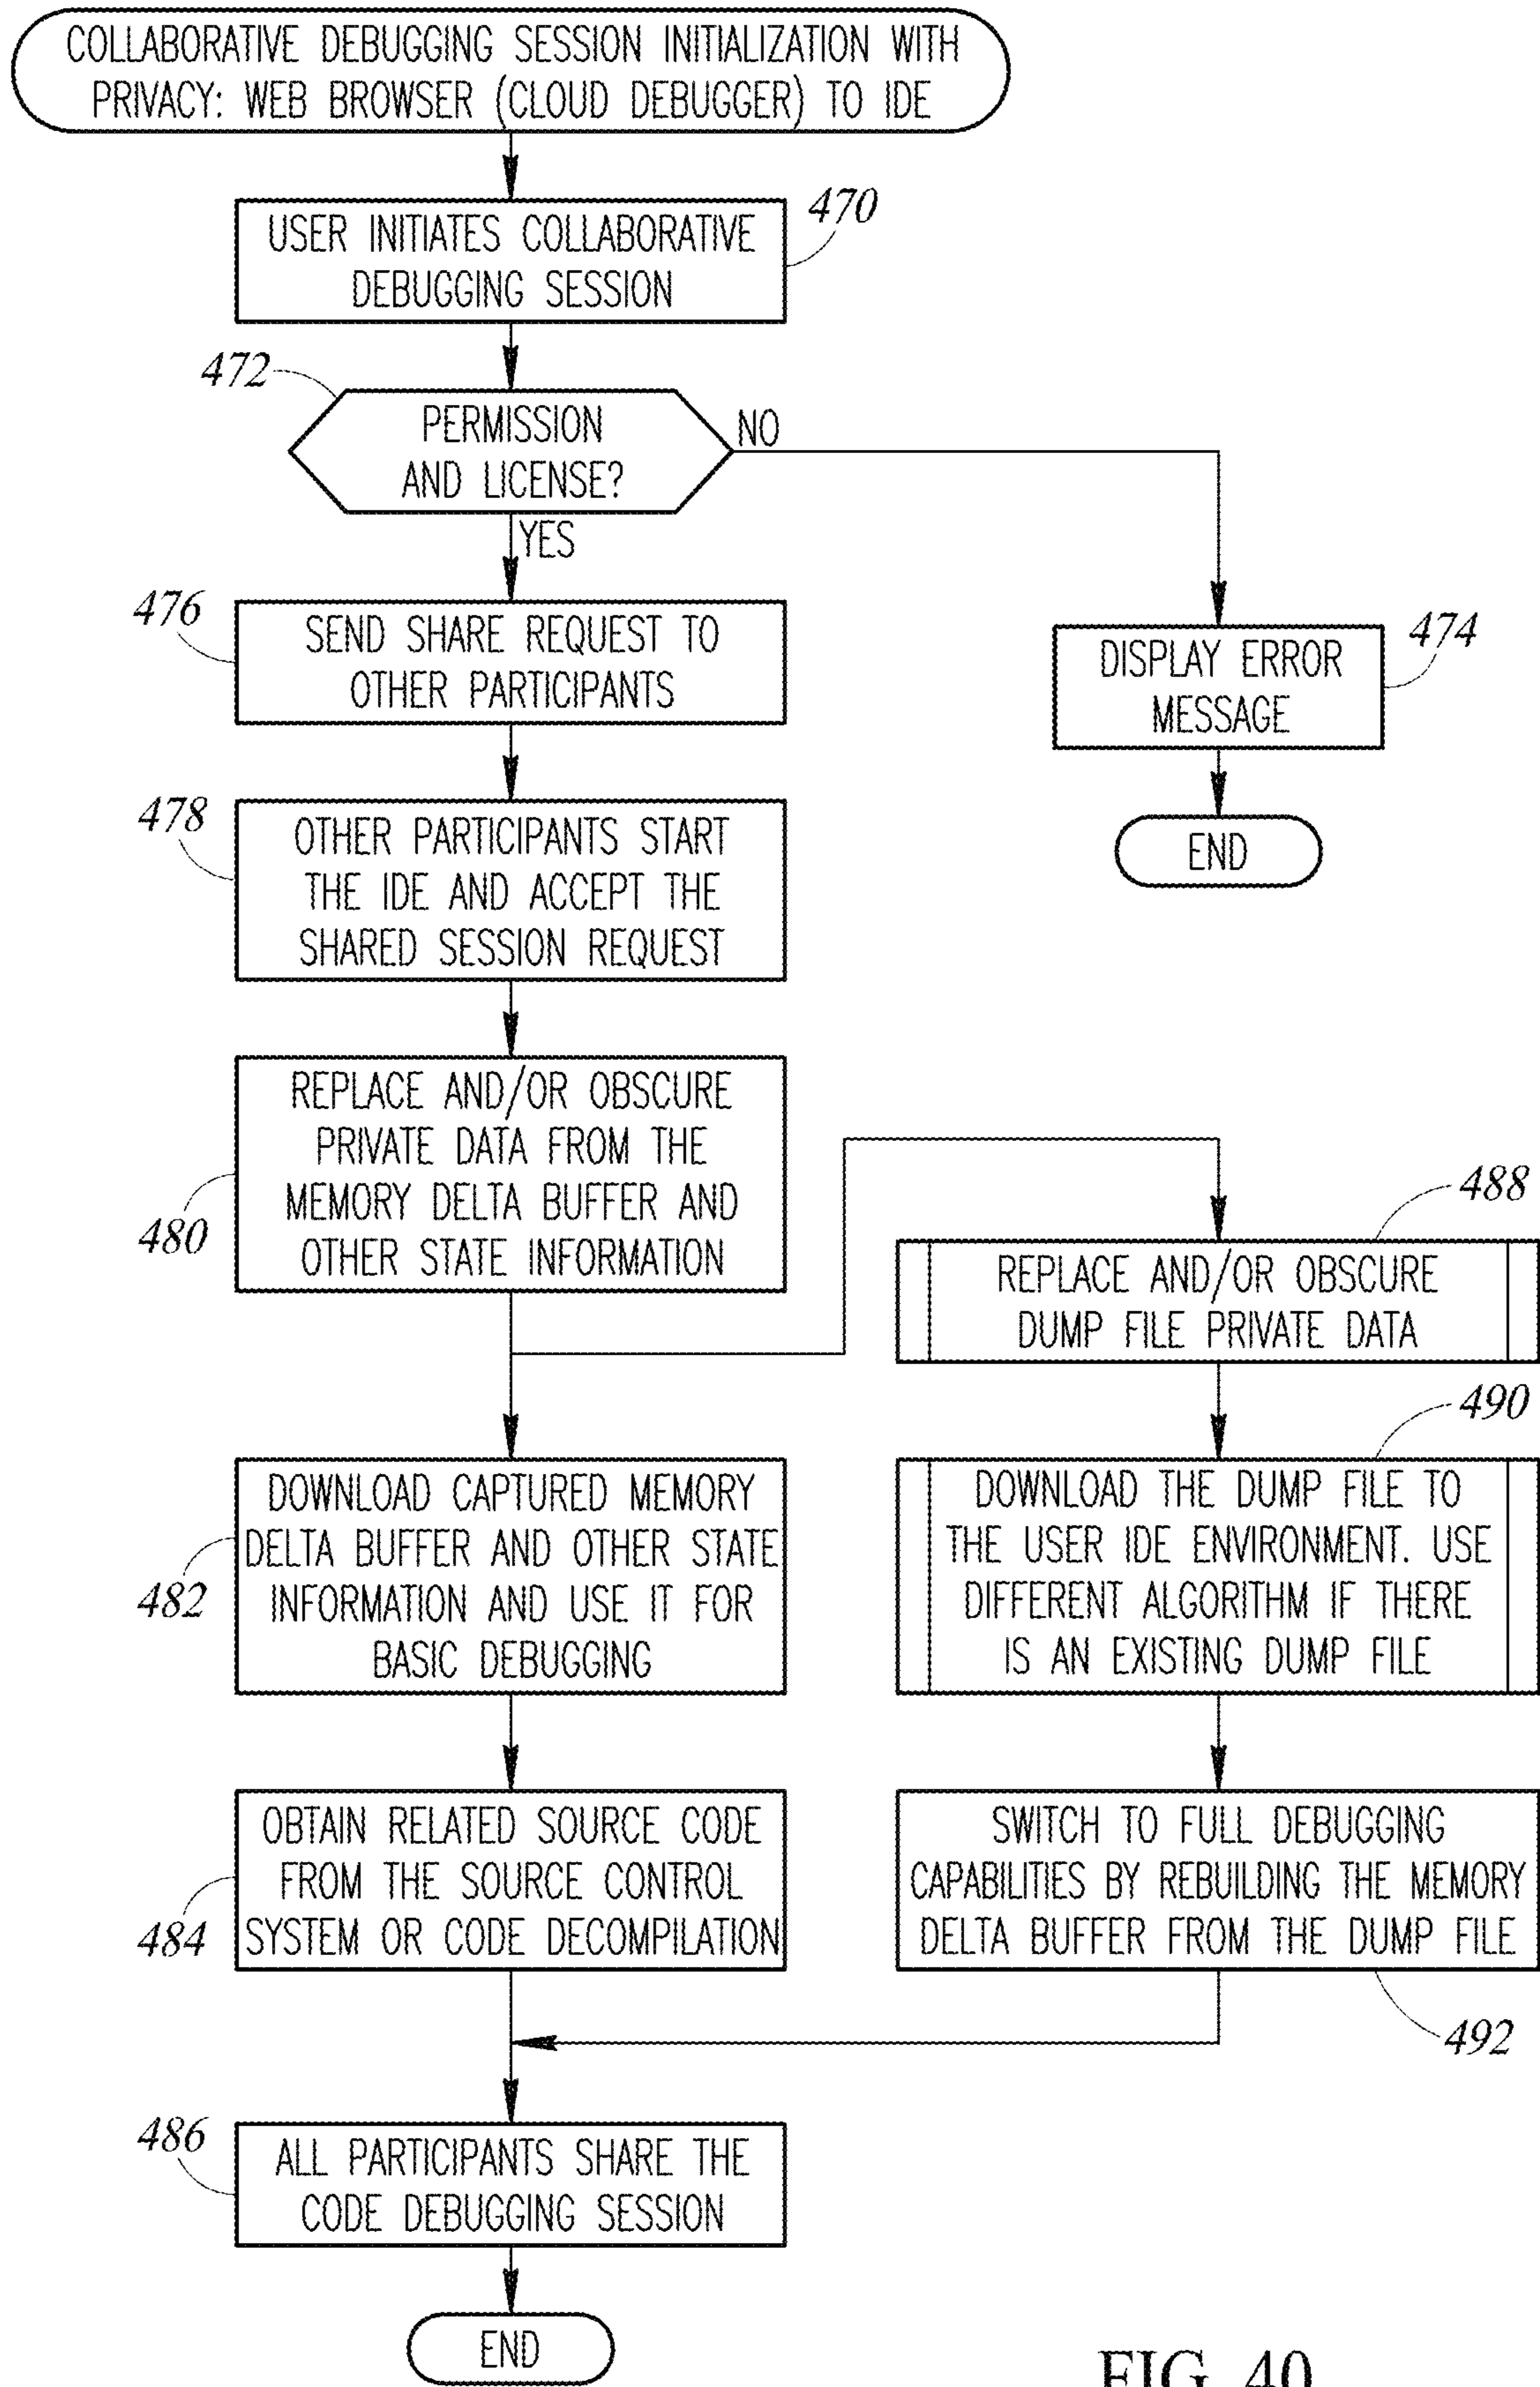 COLLABORATIVE DEBUGGING SESSION INITIALIZATION WITH
PRIVACY: WEB BROWSER (CLOUD DEBUGGER) TO IDE
470
USER INITIATES COLLABORATIVE
DEBUGGING SESSION
472
PERMISSION
AND LICENSE?
NO
YES
476
SEND SHARE REQUEST TO
OTHER PARTICIPANTS
474
DISPLAY ERROR
MESSAGE
END
478
OTHER PARTICIPANTS START
THE IDE AND ACCEPT THE
SHARED SESSION REQUEST
REPLACE AND/OR OBSCURE
PRIVATE DATA FROM THE
MEMORY DELTA BUFFER AND
OTHER STATE INFORMATION
480
488
REPLACE AND/OR OBSCURE
DUMP FILE PRIVATE DATA
490
DOWNLOAD CAPTURED MEMORY
DELTA BUFFER AND OTHER STATE
INFORMATION AND USE IT FOR
BASIC DEBUGGING
482
DOWNLOAD THE DUMP FILE TO
THE USER IDE ENVIRONMENT. USE
DIFFERENT ALGORITHM IF THERE
IS AN EXISTING DUMP FILE
OBTAIN RELATED SOURCE CODE
FROM THE SOURCE CONTROL
SYSTEM OR CODE DECOMPILATION
484
SWITCH TO FULL DEBUGGING
CAPABILITIES BY REBUILDING THE MEMORY
DELTA BUFFER FROM THE DUMP FILE
492
486
ALL PARTICIPANTS SHARE THE
CODE DEBUGGING SESSION
END
FIG. 40